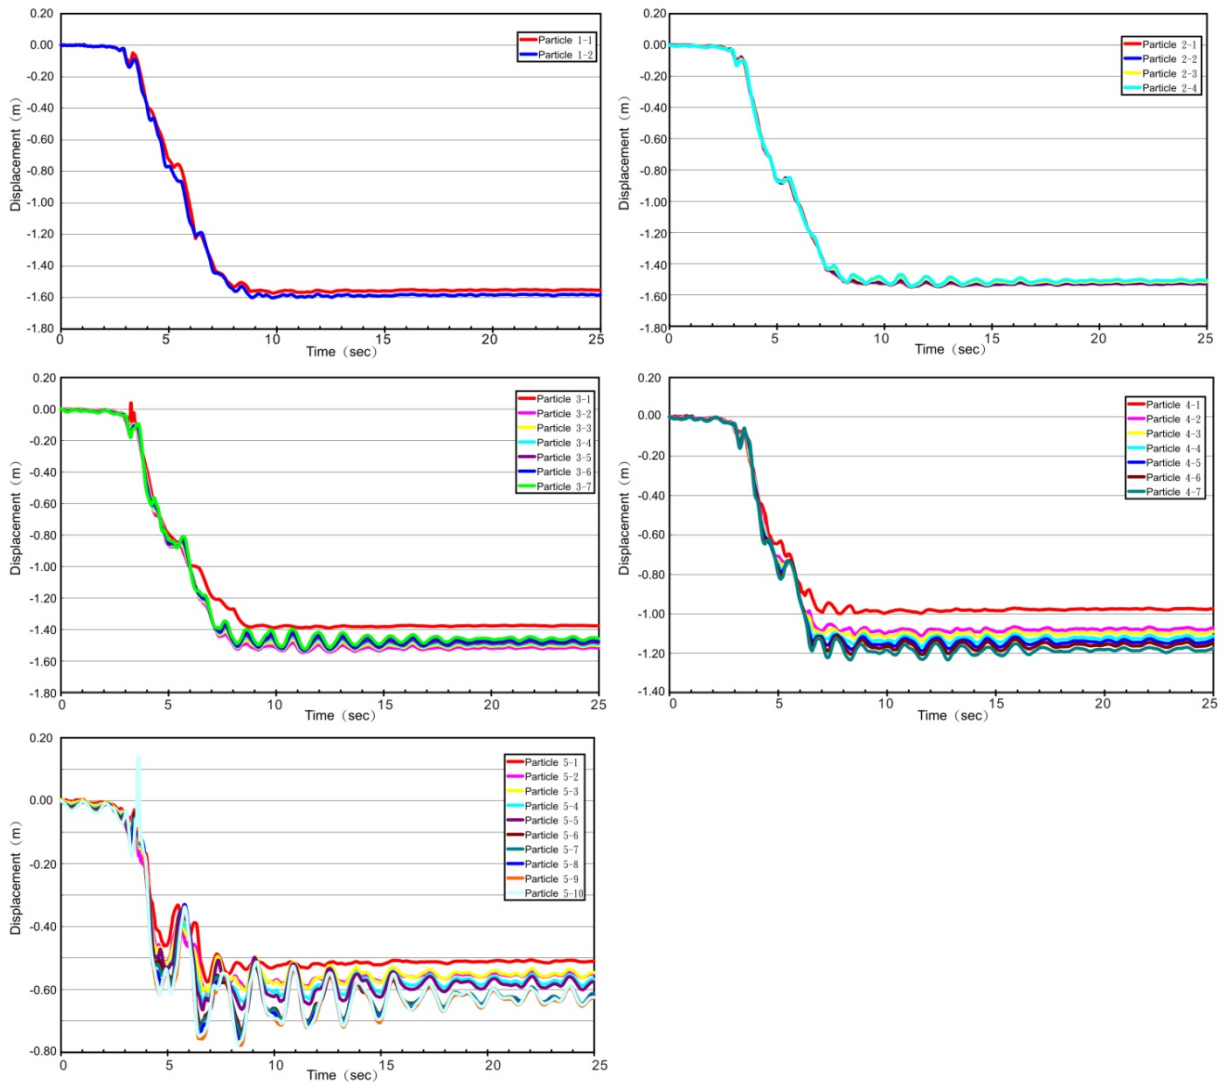 0.20
0.00
-0.20
-0.40
-0.60
-0.80
-1.00
-1.20
-1.40
-1.60
-1.80
Displacement (m)
Particle 1-1
Particle 1-2
0 5 10 15 20 25
Time (sec)
0.20
0.00
-0.20
-0.40
-0.60
-0.80
-1.00
-1.20
-1.40
-1.60
-1.80
Displacement (m)
Particle 2-1
Particle 2-2
Particle 2-3
Particle 2-4
0 5 10 15 20 25
Time (sec)
0.20
0.00
-0.20
-0.40
-0.60
-0.80
-1.00
-1.20
-1.40
-1.60
-1.80
Displacement (m)
Particle 3-1
Particle 3-2
Particle 3-3
Particle 3-4
Particle 3-5
Particle 3-6
Particle 3-7
0 5 10 15 20 25
Time (sec)
0.20
0.00
-0.20
-0.40
-0.60
-0.80
-1.00
-1.20
-1.40
Displacement (m)
Particle 4-1
Particle 4-2
Particle 4-3
Particle 4-4
Particle 4-5
Particle 4-6
Particle 4-7
0 5 10 15 20 25
Time (sec)
0.20
0.00
-0.20
-0.40
-0.60
-0.80
Displacement (m)
Particle 5-1
Particle 5-2
Particle 5-3
Particle 5-4
Particle 5-5
Particle 5-6
Particle 5-7
Particle 5-8
Particle 5-9
Particle 5-10
0 5 10 15 20 25
Time (sec)